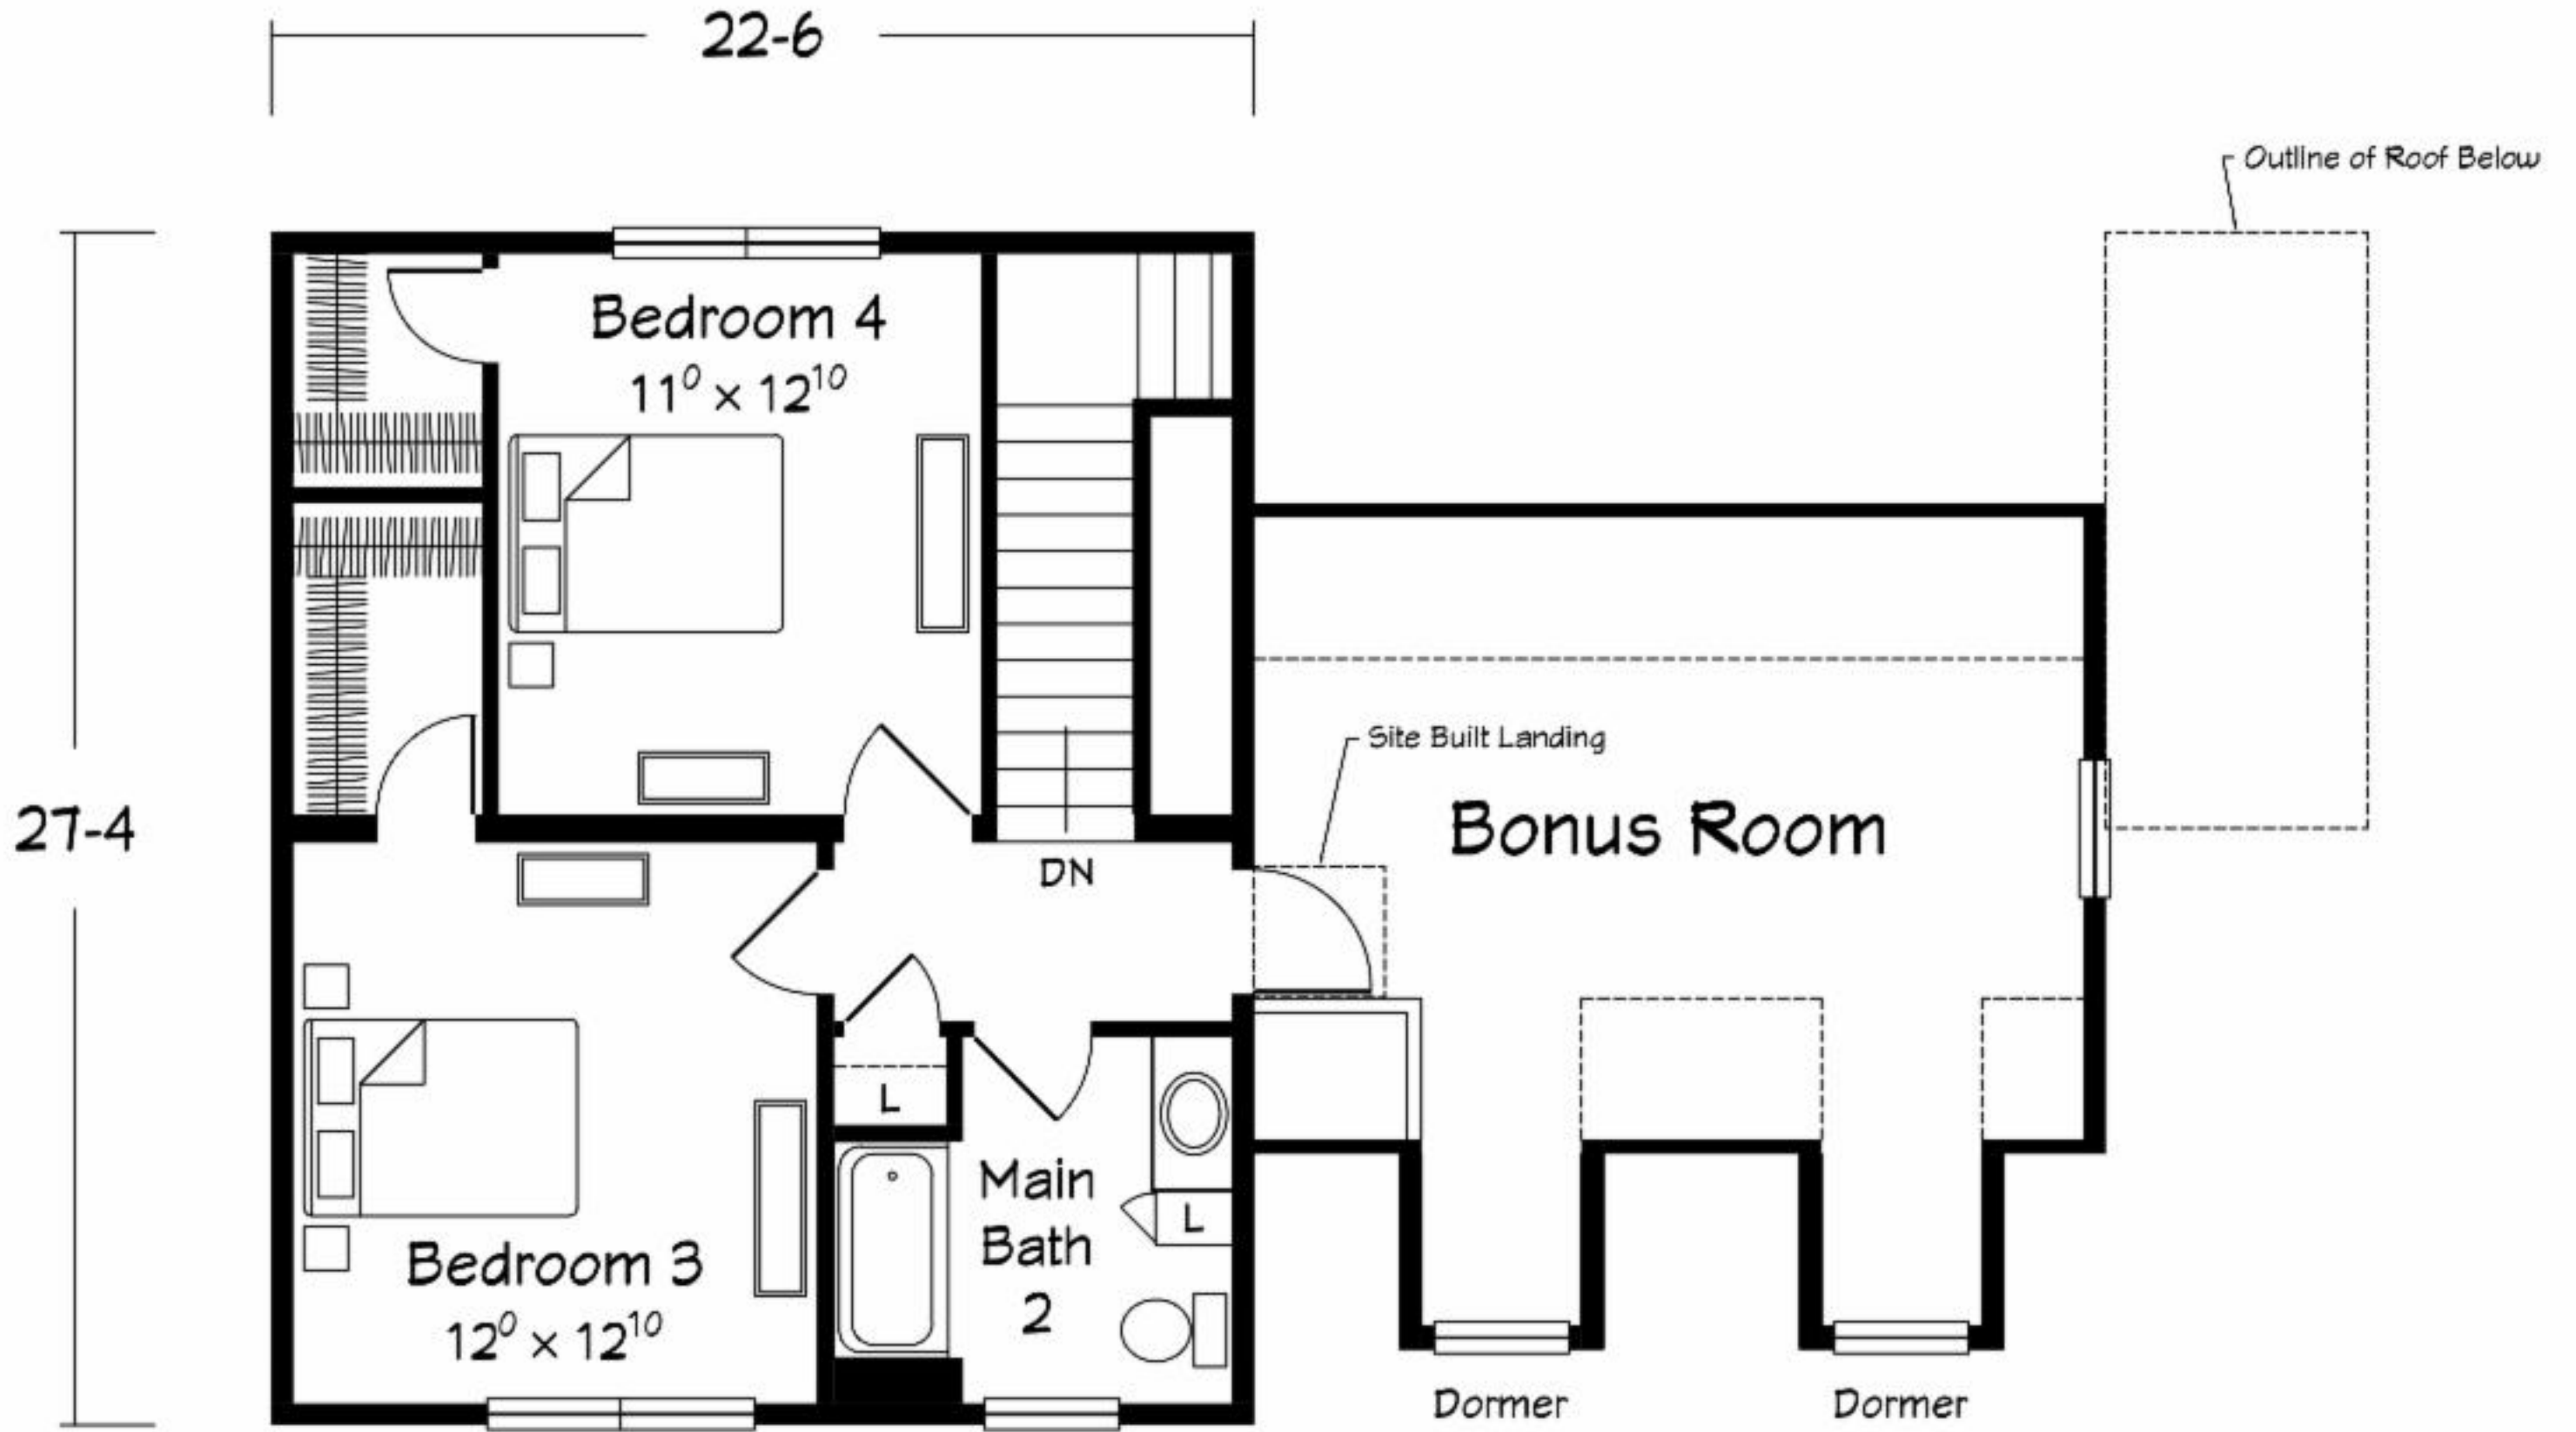 22-6
Outline of Roof Below
Bedroom 4
11⁰ × 12¹⁰
Site Built Landing
27-4
Bonus Room
DN
L
Main
Bath
2
L
Bedroom 3
12⁰ × 12¹⁰
Dormer
Dormer